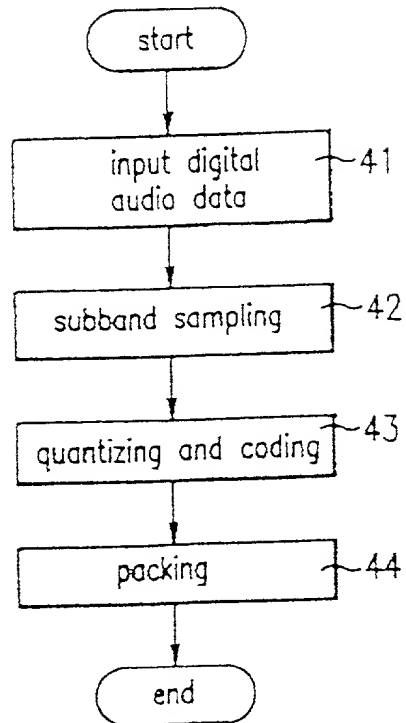 start
input digital
audio data
41
subband sampling
42
quantizing and coding
43
packing
44
end